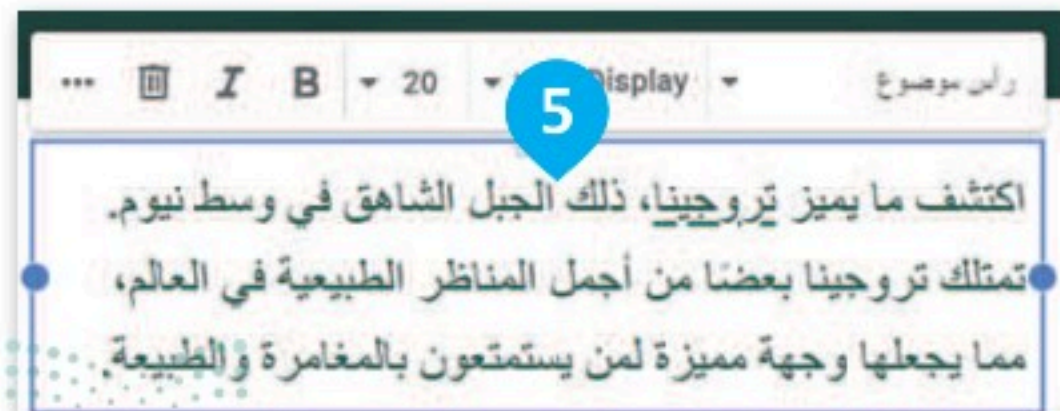 رأس موضوع Display 20 B I ...
5
اكتشف ما يميز تروجينا، ذلك الجبل الشاهق في وسط نيوم.
تمتلك تروجينا بعضًا من أجمل المناظر الطبيعية في العالم،
مما يجعلها وجهة مميزة لمن يستمتعون بالمغامرة والطبيعة.